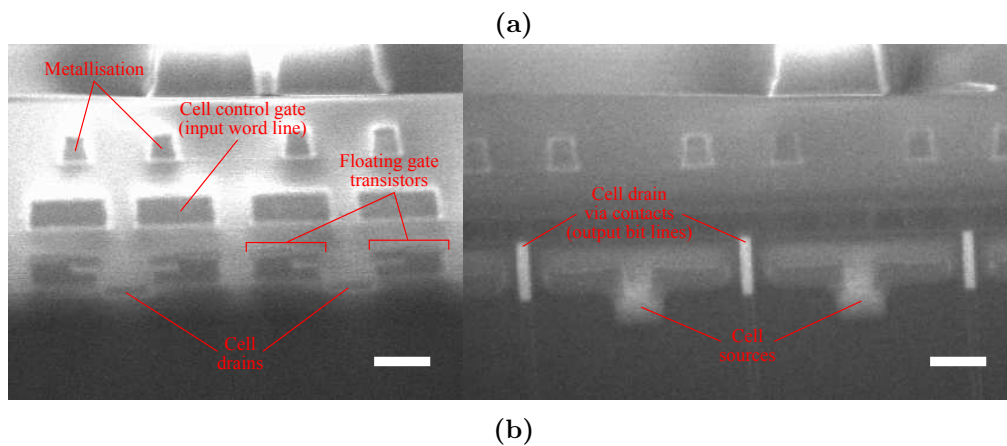 (a)
Metallisation
Cell control gate
(input word line)
Floating gate
transistors
Cell
drains
Cell drain
via contacts
(output bit lines)
Cell
sources
(b)